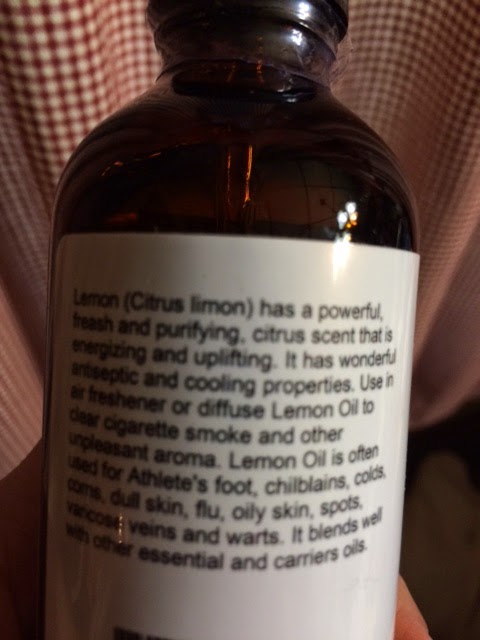 Lemon (Citrus limon) has a powerful,
freash and purifying, citrus scent that is
energizing and uplifting. It has wonderful
antiseptic and cooling properties. Use in
air freshener or diffuse Lemon Oil to
clear cigarette smoke and other
unpleasant aroma. Lemon Oil is often
used for Athlete's foot, chilblains, colds,
corns, dull skin, flu, oily skin, spots,
varicose veins and warts. It blends well
with other essential and carriers oils.